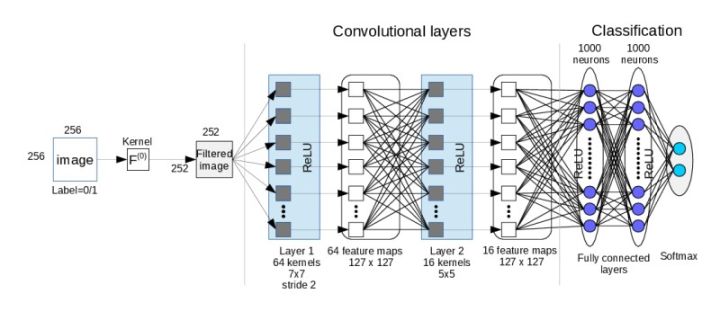 Convolutional layers
Classification
1000
neurons
1000
neurons
256
256
image
Label=0/1
Kernel
F(0)
252
252
Filtered
image
ReLU
ReLU
ReLU
ReLU
Layer 1
64 kernels
7x7
stride 2
64 feature maps
127 x 127
Layer 2
16 kernels
5x5
16 feature maps
127 x 127
Fully connected
layers
Softmax